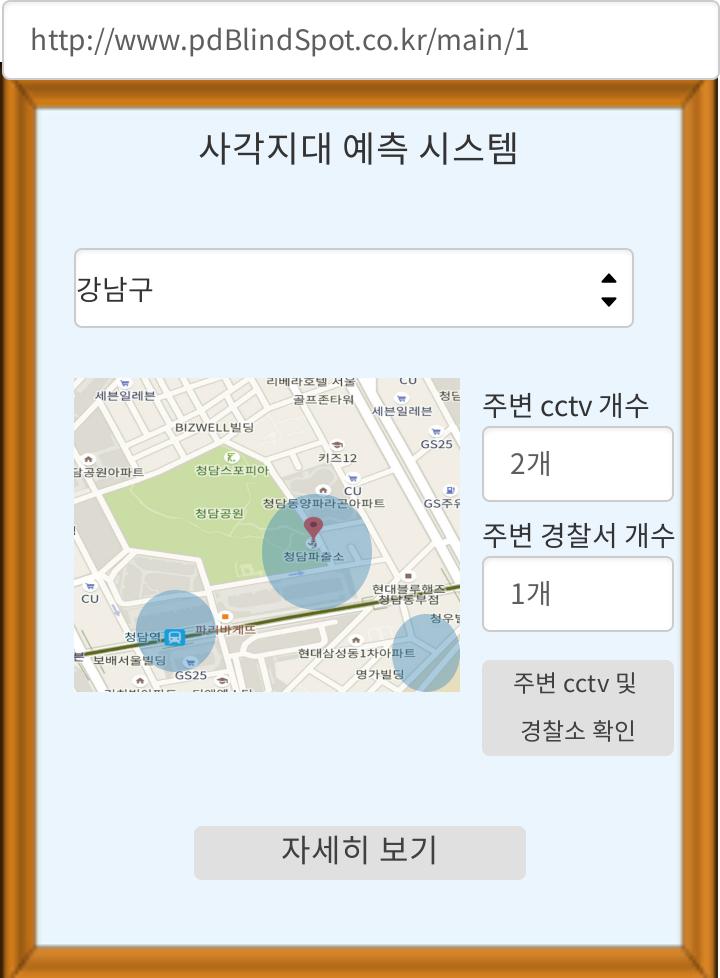 http://www.pdBlindSpot.co.kr/main/1
사각지대 예측 시스템
강남구
리베라호텔 서울
CU
세븐일레븐
골프존타워
청담
세븐일레븐
BIZWELL빌딩
GS25
키즈12
담공원아파트
청담스포피아
CU
청담동양파라곤아파트
GS주유
청담공원
청담파출소
현대블루핸즈
청담동부점
CU
청우빌
청담역
파리바게뜨
현대삼성동1차아파트
보배서울빌딩
GS25
명가빌딩
주변 cctv 개수
2개
주변 경찰서 개수
1개
주변 cctv 및
경찰소 확인
자세히 보기